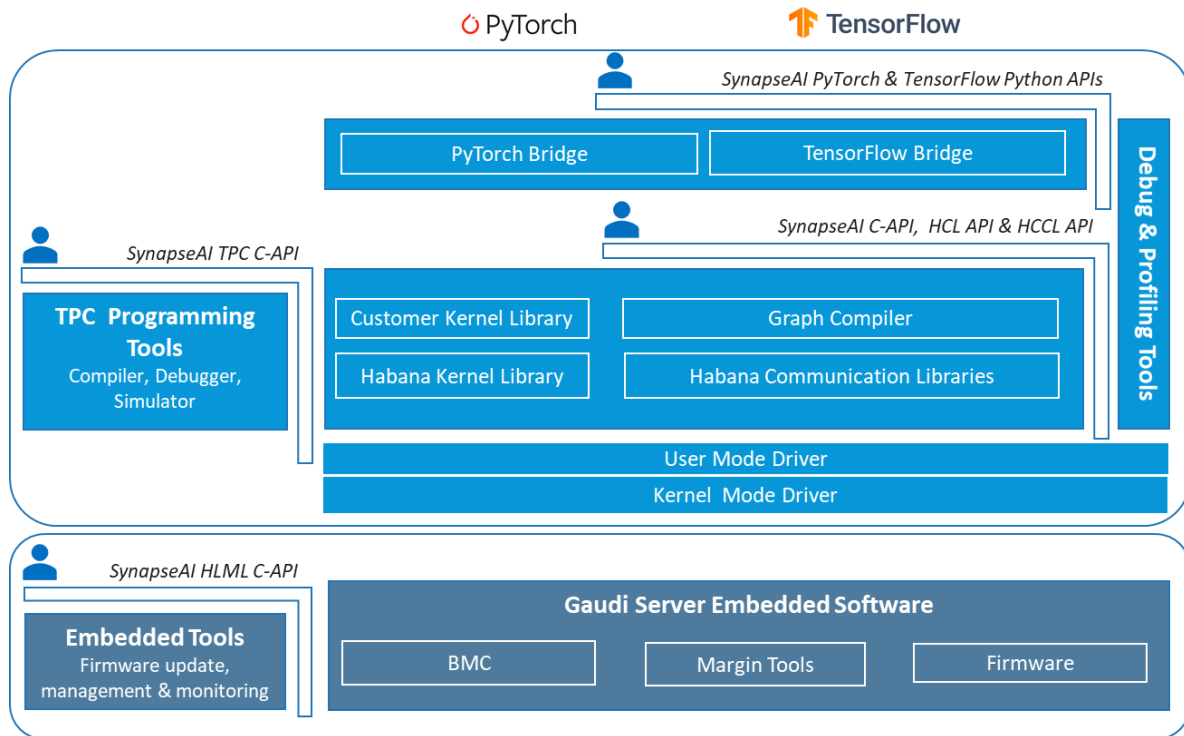 PyTorch
TensorFlow
SynapseAI PyTorch & TensorFlow Python APIs
PyTorch Bridge
TensorFlow Bridge
Debug & Profiling Tools
SynapseAI C-API, HCL API & HCCL API
SynapseAI TPC C-API
TPC Programming
Tools
Compiler, Debugger,
Simulator
Customer Kernel Library
Graph Compiler
Habana Kernel Library
Habana Communication Libraries
User Mode Driver
Kernel Mode Driver
SynapseAI HLML C-API
Embedded Tools
Firmware update,
management & monitoring
Gaudi Server Embedded Software
BMC
Margin Tools
Firmware